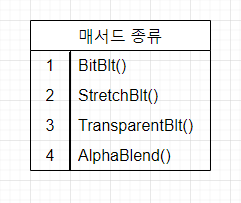 매서드 종류
1 BitBlt()
2 StretchBlt()
3 TransparentBlt()
4 AlphaBlend()